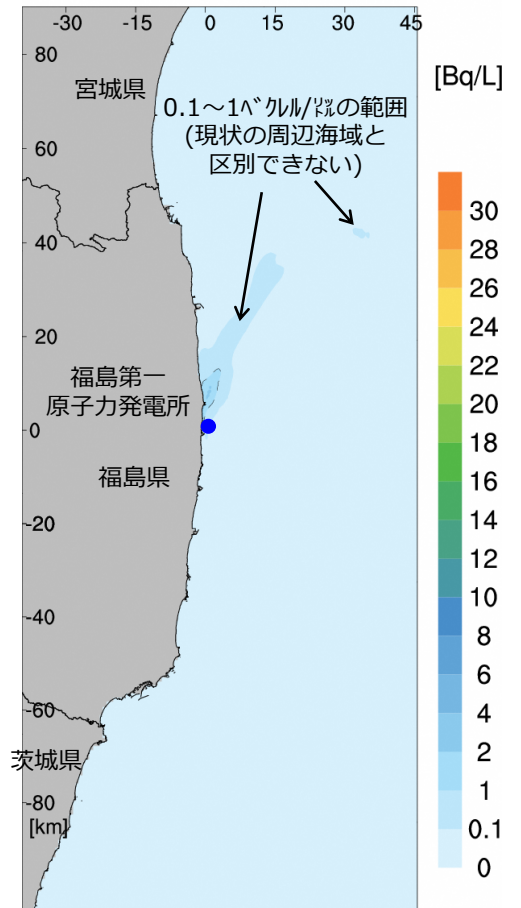 -30 -15 0 15 30 45
80
[Bq/L]
宮城県
0.1～1ﾍﾞｸﾚﾙ/ﾘｯﾄﾙの範囲
(現状の周辺海域と
区別できない)
60
40
20
福島第一
原子力発電所
0
福島県
-20
-40
-60
茨城県
-80
[km]
30
28
26
24
22
20
18
16
14
12
10
8
6
4
2
1
0.1
0